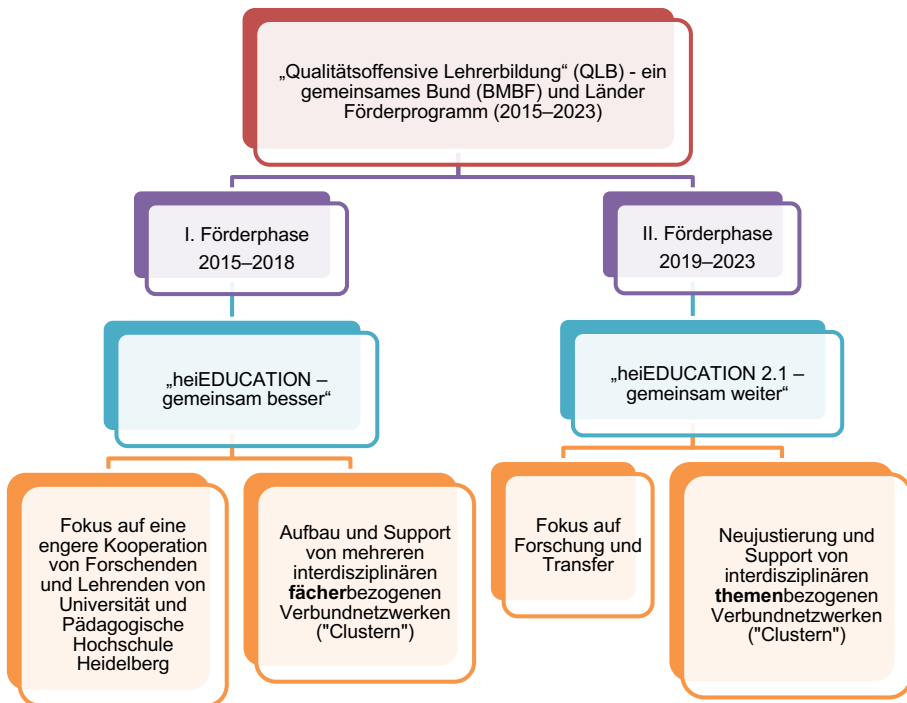 „Qualitätsoffensive Lehrerbildung“ (QLB) - ein
gemeinsames Bund (BMBF) und Länder
Förderprogramm (2015–2023)
I. Förderphase
2015–2018
II. Förderphase
2019–2023
„heiEDUCATION –
gemeinsam besser“
„heiEDUCATION 2.1 –
gemeinsam weiter“
Fokus auf eine
engere Kooperation
von Forschenden
und Lehrenden von
Universität und
Pädagogische
Hochschule
Heidelberg
Aufbau und Support
von mehreren
interdisziplinären
fächerbezogenen
Verbundnetzwerken
("Clustern")
Fokus auf
Forschung und
Transfer
Neujustierung und
Support von
interdisziplinären
themenbezogenen
Verbundnetzwerken
("Clustern")